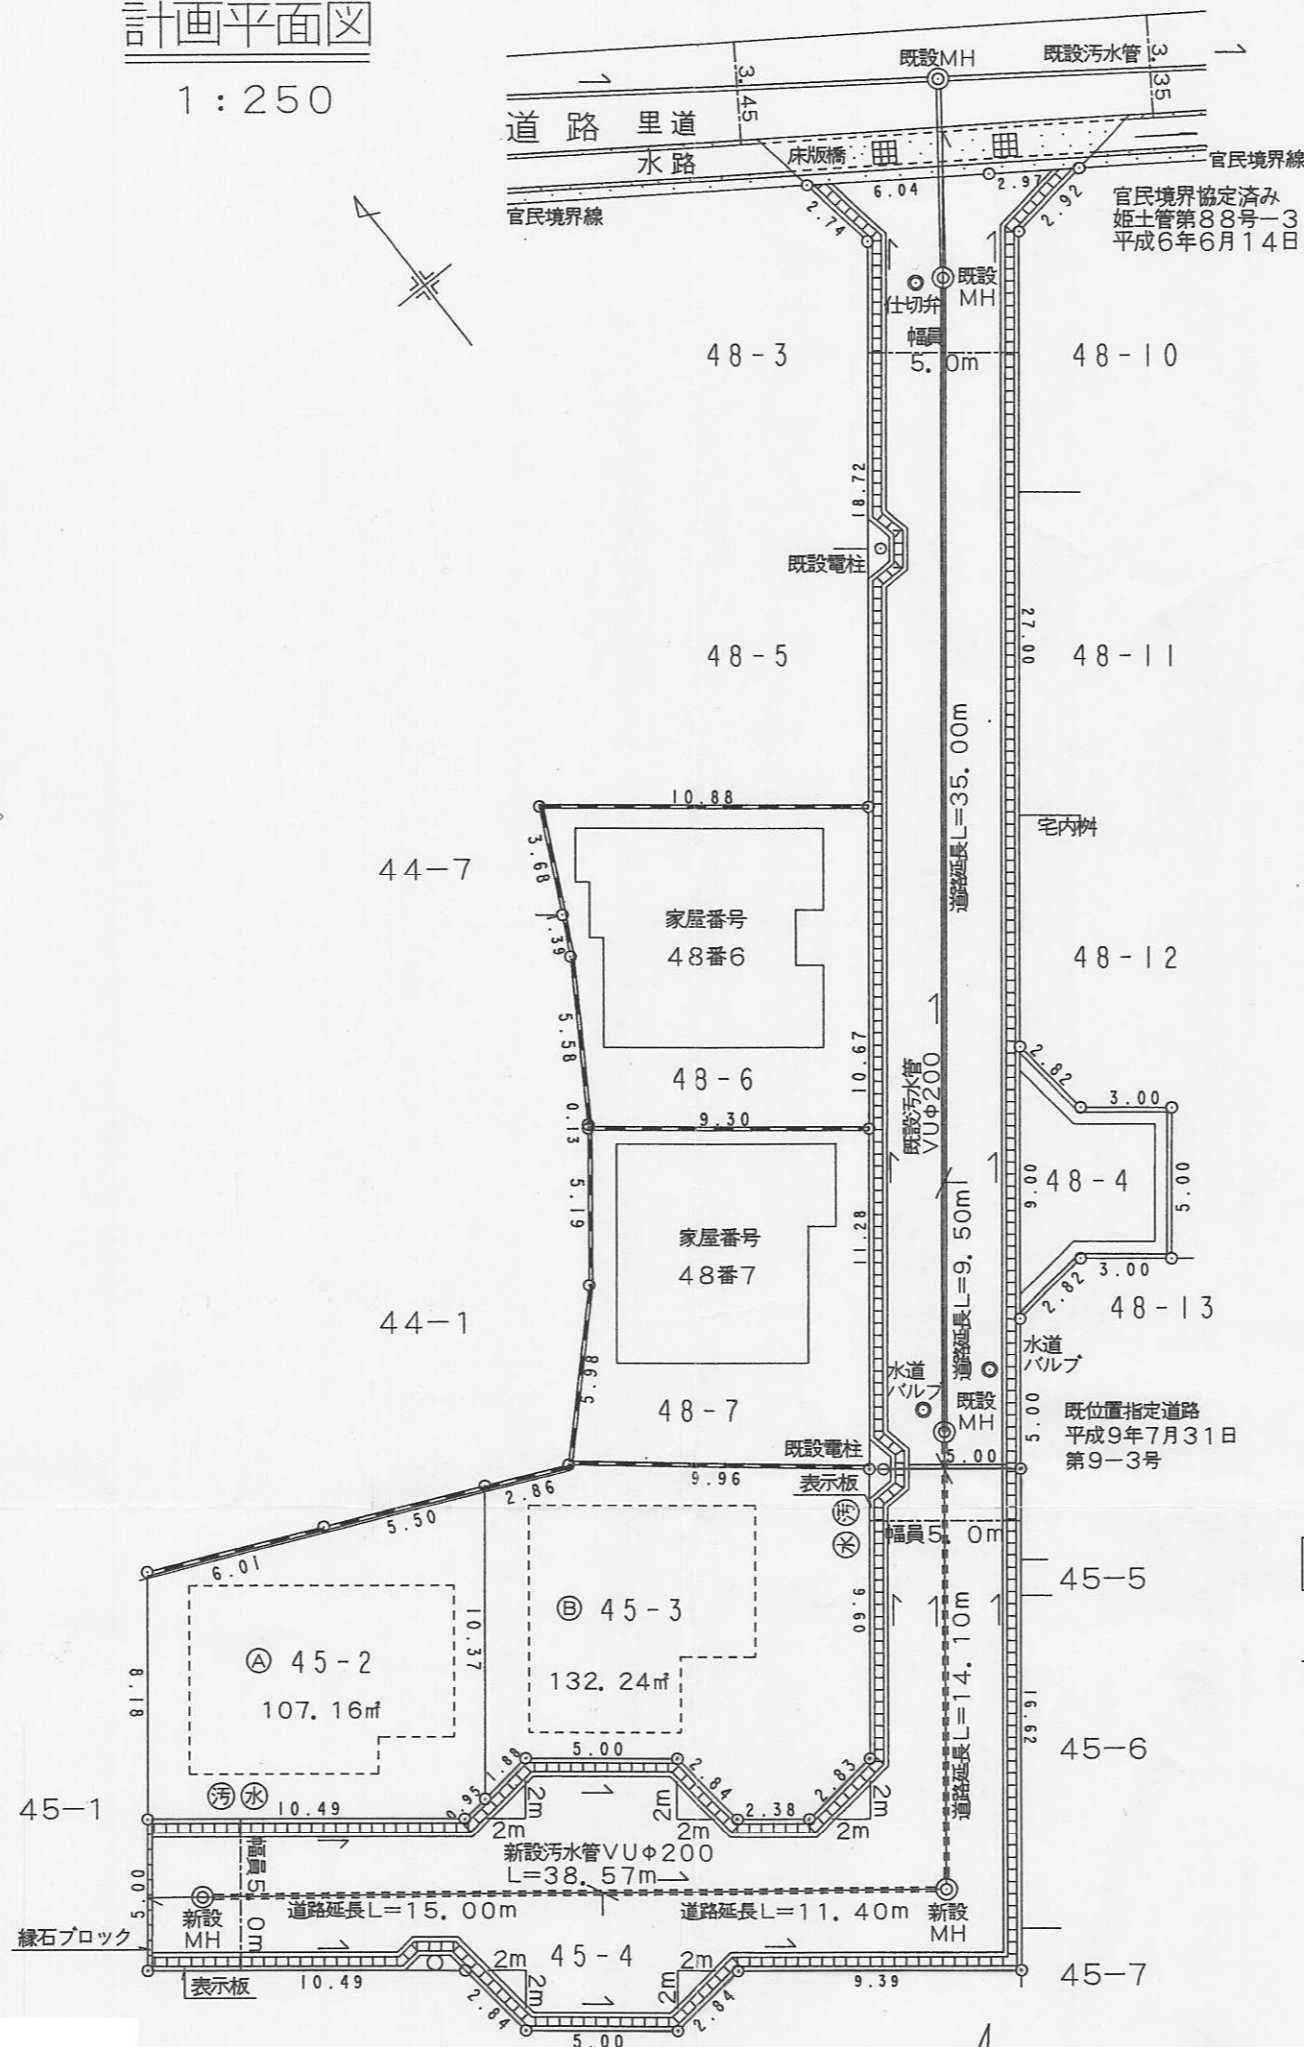 計画平面図
1:250
3.45
既設MH
既設汚水管
3.35
道路 里道
水路
床版橋
官民境界線
官民境界線
6.04
2.97
2.74
2.92
官民境界協定済み
姫土管第88号-3
平成6年6月14日
既設
MH
仕切弁
幅員
5.0m
48-3
48-10
18.72
既設電柱
48-5
27.00
48-11
道路延長L=35.00m
10.88
宅内桝
44-7
3.68
1.39
家屋番号
48番6
48-12
5.58
10.67
既設汚水管
VUφ200
2.82
3.00
48-6
0.13
9.30
5.19
6.00
48-4
5.00
家屋番号
48番7
11.28
道路延長L=9.50m
3.00
2.82
48-13
44-1
水道
バルブ
水道
バルブ
5.98
48-7
既設
MH
5.00
既位置指定道路
平成9年7月31日
第9-3号
既設電柱
5.00
表示板
9.96
2.86
5.50
6.01
汚
水
幅員5.0m
45-5
Ⓑ 45-3
132.24㎡
10.37
9.90
Ⓐ 45-2
107.16㎡
8.18
道路延長L=14.10m
16.62
45-6
5.00
1.88
2.84
2.83
汚 水
10.49
0.95
2.38
2m
2m
2m
2m
2m
2m
45-1
幅員5.0m
新設汚水管VUφ200
L=38.57m
5.00
新設
MH
道路延長L=15.00m
道路延長L=11.40m
新設
MH
縁石ブロック
表示板
10.49
2m
2m
45-4
2m
2m
9.39
45-7
2.84
2.84
5.00